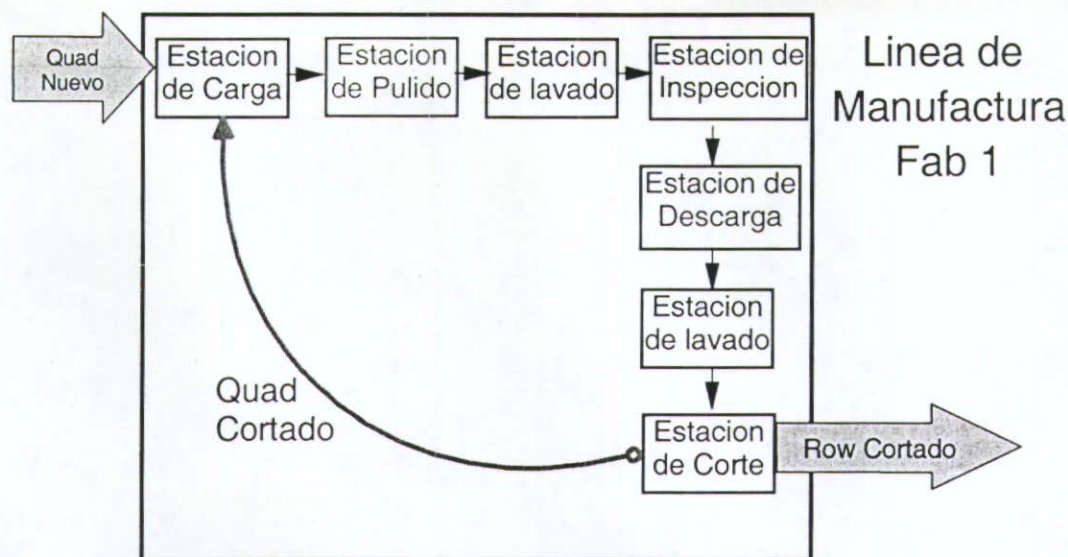 Quad
Nuevo
Estacion
de Carga
Estacion
de Pulido
Estacion
de lavado
Estacion de
Inspeccion
Linea de
Manufactura
Fab 1
Estacion de
Descarga
Estacion
de lavado
Quad
Cortado
Estacion
de Corte
Row Cortado